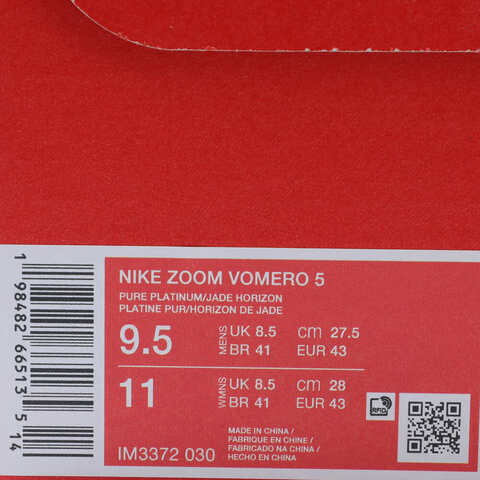 NIKE ZOOM VOMERO 5
PURE PLATINUM/JADE HORIZON
PLATINE PUR/HORIZON DE JADE
9.5 MENS UK 8.5 CM 27.5
BR 41 EUR 43
11 WMNS UK 8.5 CM 28
BR 41 EUR 43
RFID
MADE IN CHINA /
FABRIQUE EN CHINE /
FABRICADO NA CHINA /
HECHO EN CHINA
IM3372 030
1 98482 66513 5 14